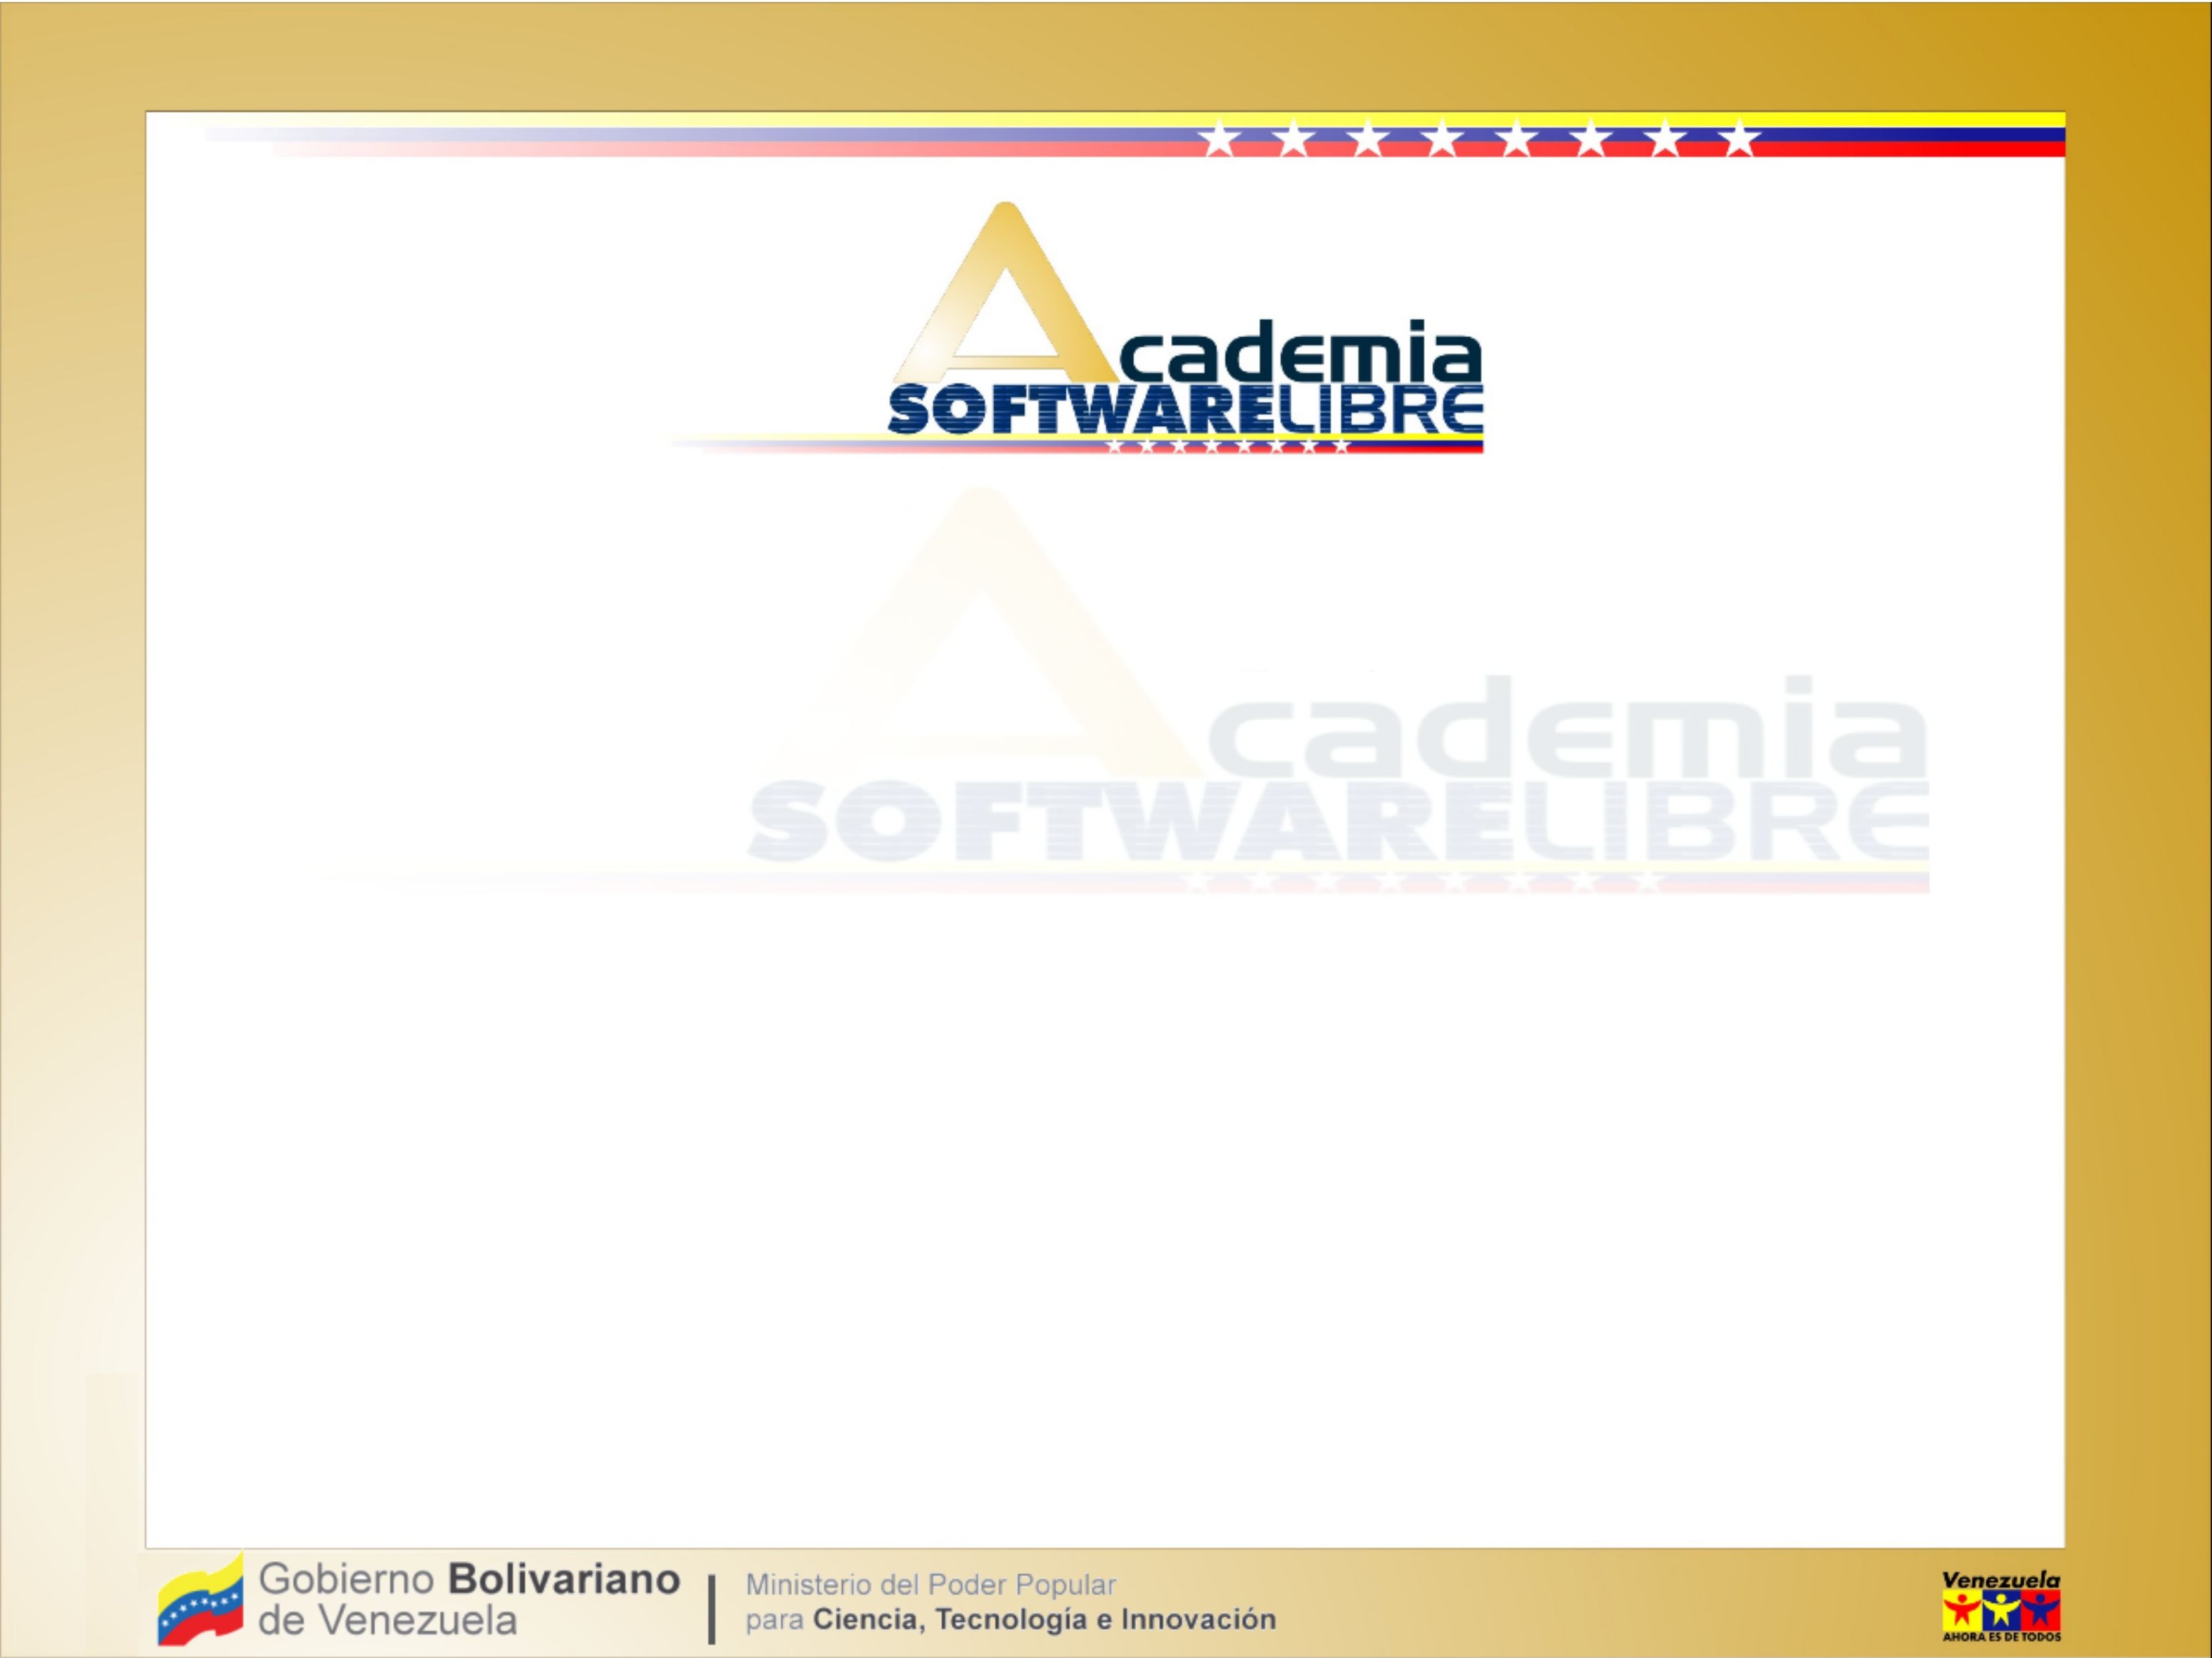 Academia
SOFTWARELIBRE
Academia
SOFTWARELIBRE
Gobierno Bolivariano
de Venezuela
Ministerio del Poder Popular
para Ciencia, Tecnología e Innovación
Venezuela
AHORA ES DE TODOS